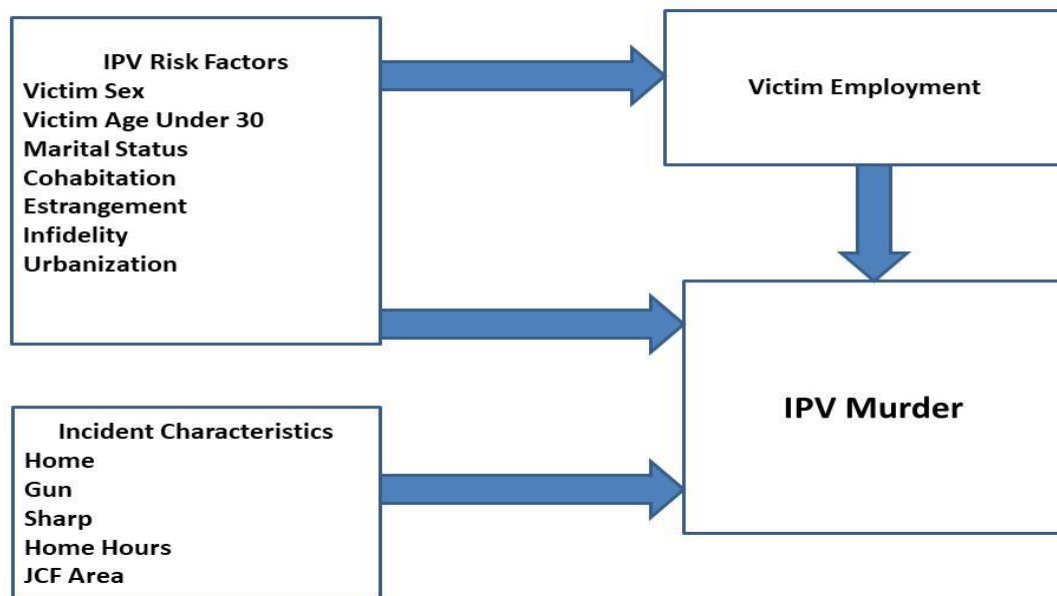 IPV Risk Factors
Victim Sex
Victim Age Under 30
Marital Status
Cohabitation
Estrangement
Infidelity
Urbanization
Victim Employment
IPV Murder
Incident Characteristics
Home
Gun
Sharp
Home Hours
JCF Area